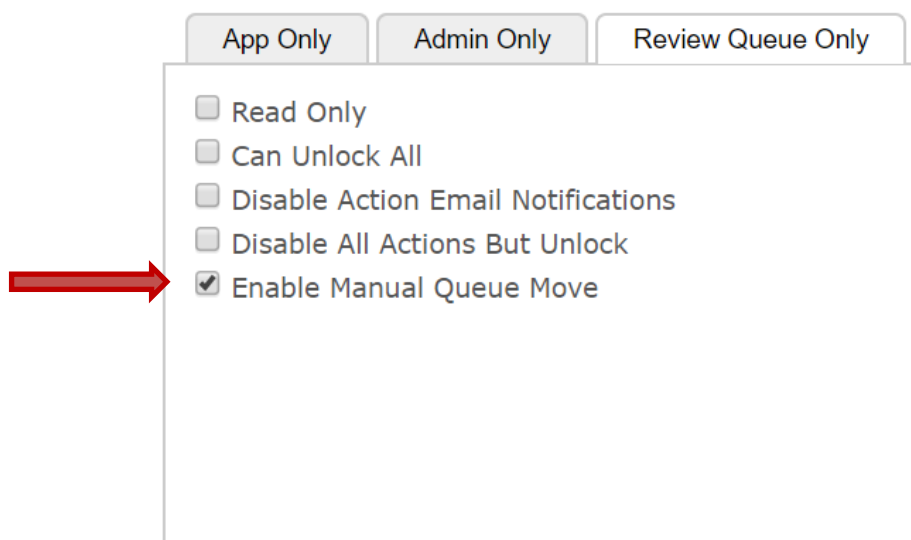 App Only Admin Only Review Queue Only
Read Only
Can Unlock All
Disable Action Email Notifications
Disable All Actions But Unlock
Enable Manual Queue Move